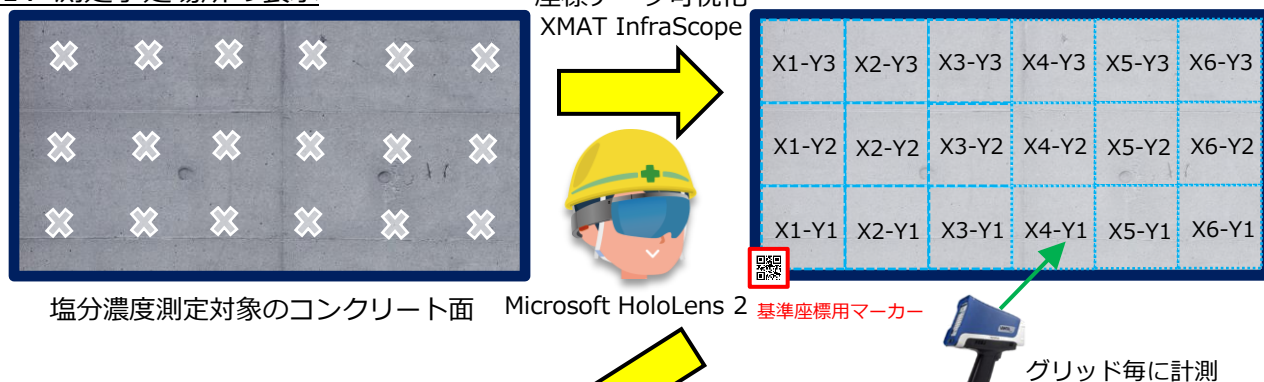 XMAT InfraScope
X1-Y3 X2-Y3 X3-Y3 X4-Y3 X5-Y3 X6-Y3
X1-Y2 X2-Y2 X3-Y2 X4-Y2 X5-Y2 X6-Y2
X1-Y1 X2-Y1 X3-Y1 X4-Y1 X5-Y1 X6-Y1
塩分濃度測定対象のコンクリート面
Microsoft HoloLens 2
基準座標用マーカー
グリッド毎に計測